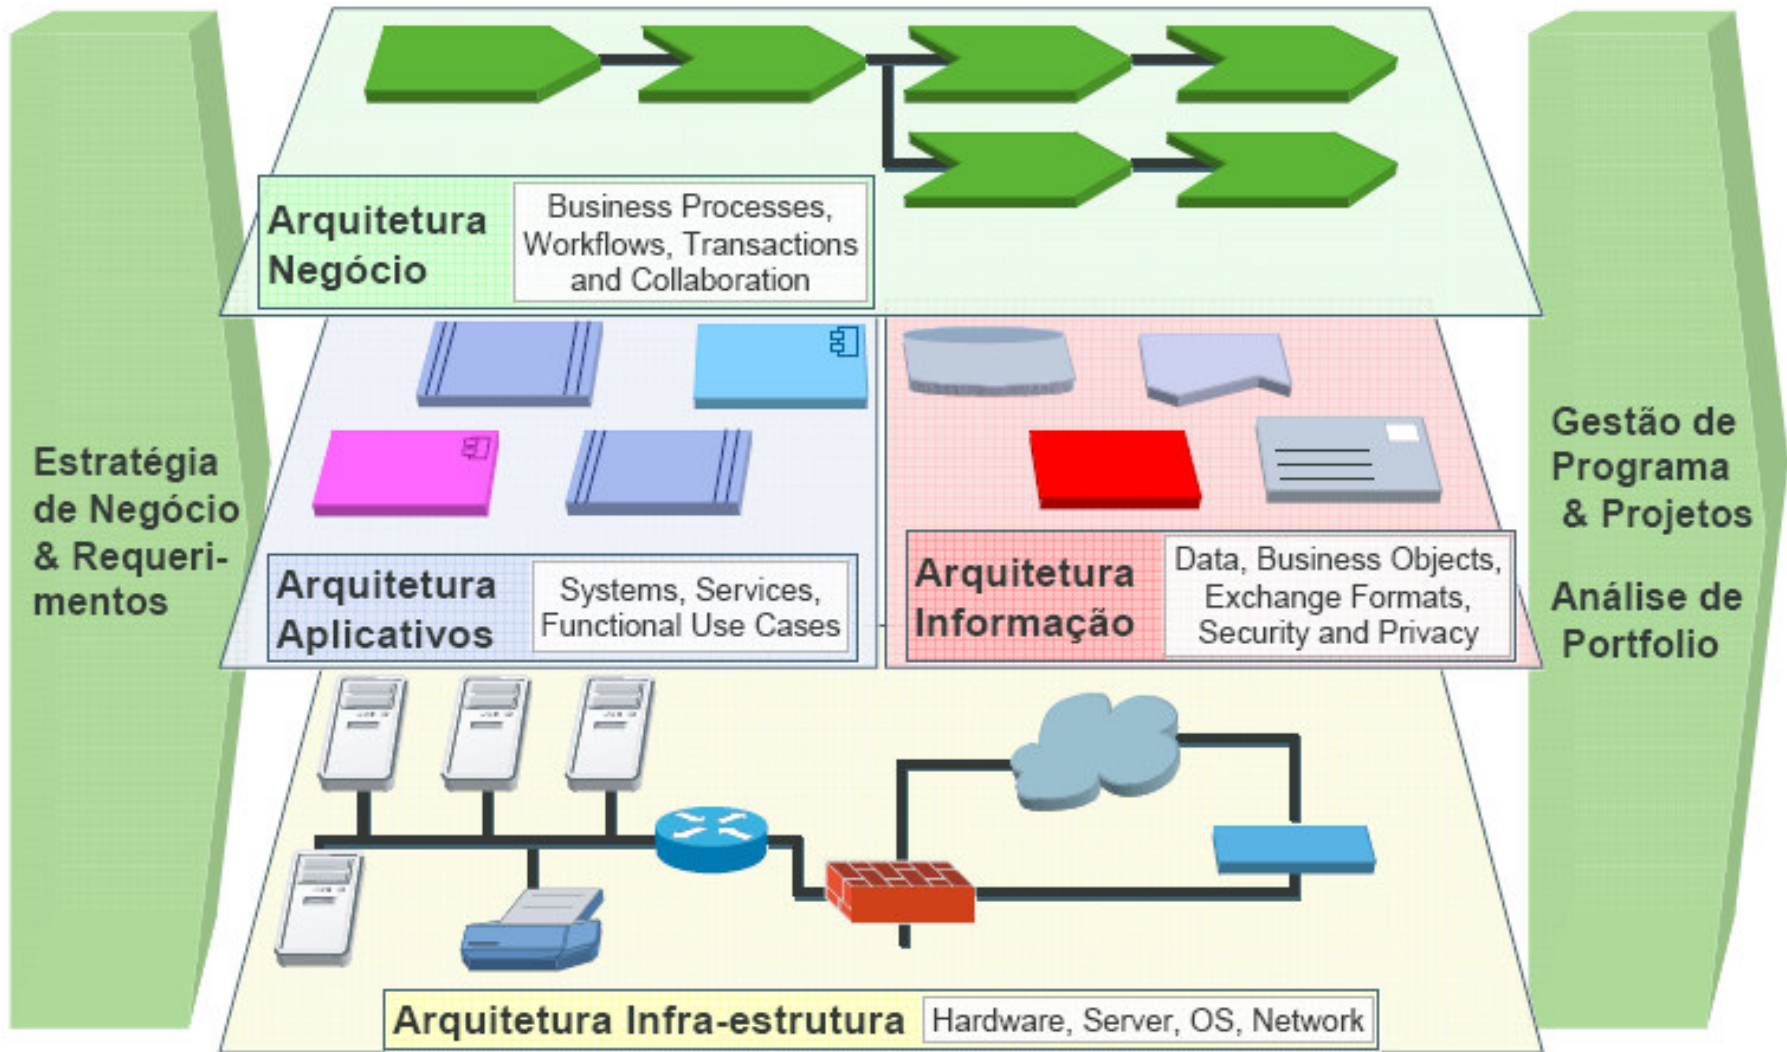 Arquitetura
Negócio
Business Processes,
Workflows, Transactions
and Collaboration
Estratégia
de Negócio
& Requeri-
mentos
Arquitetura
Aplicativos
Systems, Services,
Functional Use Cases
Arquitetura
Informação
Data, Business Objects,
Exchange Formats,
Security and Privacy
Gestão de
Programa
& Projetos
Análise de
Portfolio
Arquitetura Infra-estrutura
Hardware, Server, OS, Network